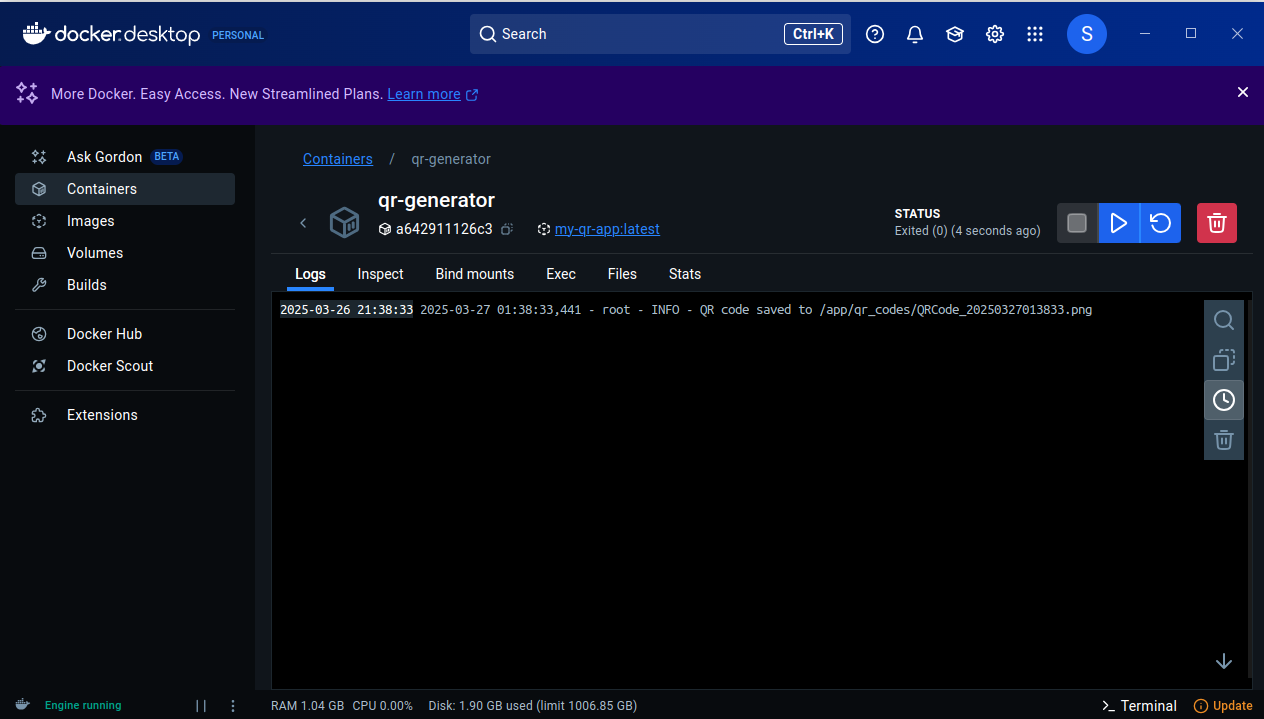 docker.desktop PERSONAL
Search Ctrl+K
S
More Docker. Easy Access. New Streamlined Plans. Learn more
Ask Gordon BETA
Containers
Images
Volumes
Builds
Docker Hub
Docker Scout
Extensions
Containers / qr-generator
qr-generator
a642911126c3 my-qr-app:latest
STATUS
Exited (0) (4 seconds ago)
Logs Inspect Bind mounts Exec Files Stats
2025-03-26 21:38:33 2025-03-27 01:38:33,441 - root - INFO - QR code saved to /app/qr_codes/QRCode_20250327013833.png
Engine running RAM 1.04 GB CPU 0.00% Disk: 1.90 GB used (limit 1006.85 GB) Terminal Update